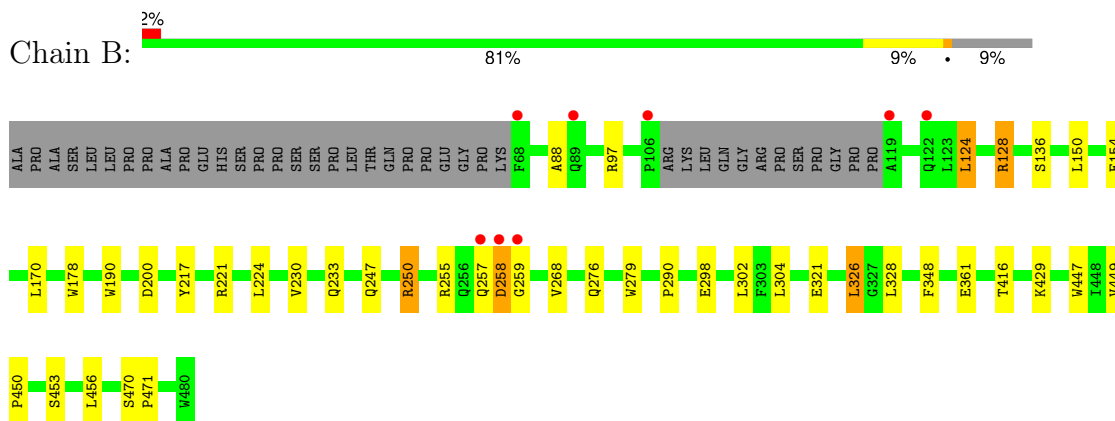 2%
Chain B:
81% 9% • 9%
ALA PRO ALA SER LEU LEU PRO PRO ALA PRO GLU HIS SER PRO PRO SER SER PRO LEU THR GLN PRO PRO GLU GLY PRO LYS F68 A88 Q89 R97 P106 ARG LYS LEU GLN GLY ARG PRO SER PRO GLY PRO PRO A119 Q122 L123 L124 R128 S136 L150
L170 W178 W190 D200 Y217 R221 L224 V230 Q233 Q247 R250 R255 Q256 Q257 D258 G259 V268 Q276 W279 P290 E298 L302 F303 L304 E321 L326 G327 L328 F348 E361 T416 K429 W447 I448
P450 S453 L456 S470 P471 W480